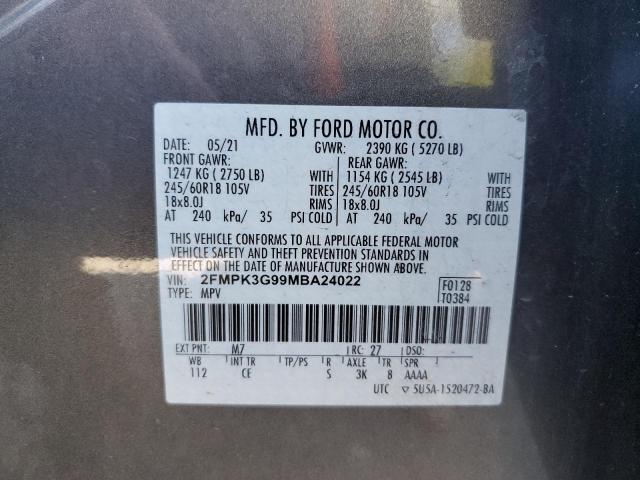 MFD. BY FORD MOTOR CO.
DATE: 05/21 GVWR: 2390 KG ( 5270 LB)
FRONT GAWR: REAR GAWR:
1247 KG ( 2750 LB) WITH 1154 KG ( 2545 LB) WITH
245/60R18 105V TIRES 245/60R18 105V TIRES
18x8.0J RIMS 18x8.0J RIMS
AT 240 kPa/ 35 PSI COLD AT 240 kPa/ 35 PSI COLD
THIS VEHICLE CONFORMS TO ALL APPLICABLE FEDERAL MOTOR
VEHICLE SAFETY AND THEFT PREVENTION STANDARDS IN
EFFECT ON THE DATE OF MANUFACTURE SHOWN ABOVE.
VIN: 2FMPK3G99MBA24022 F0128
TYPE: MPV T0384
EXT PNT: M7 RC: 27 DSO: -
WB INT TR TP/PS R AXLE TR SPR
112 CE S 3K 8 AAAA
UTC ▽ 5U5A-1520472-BA